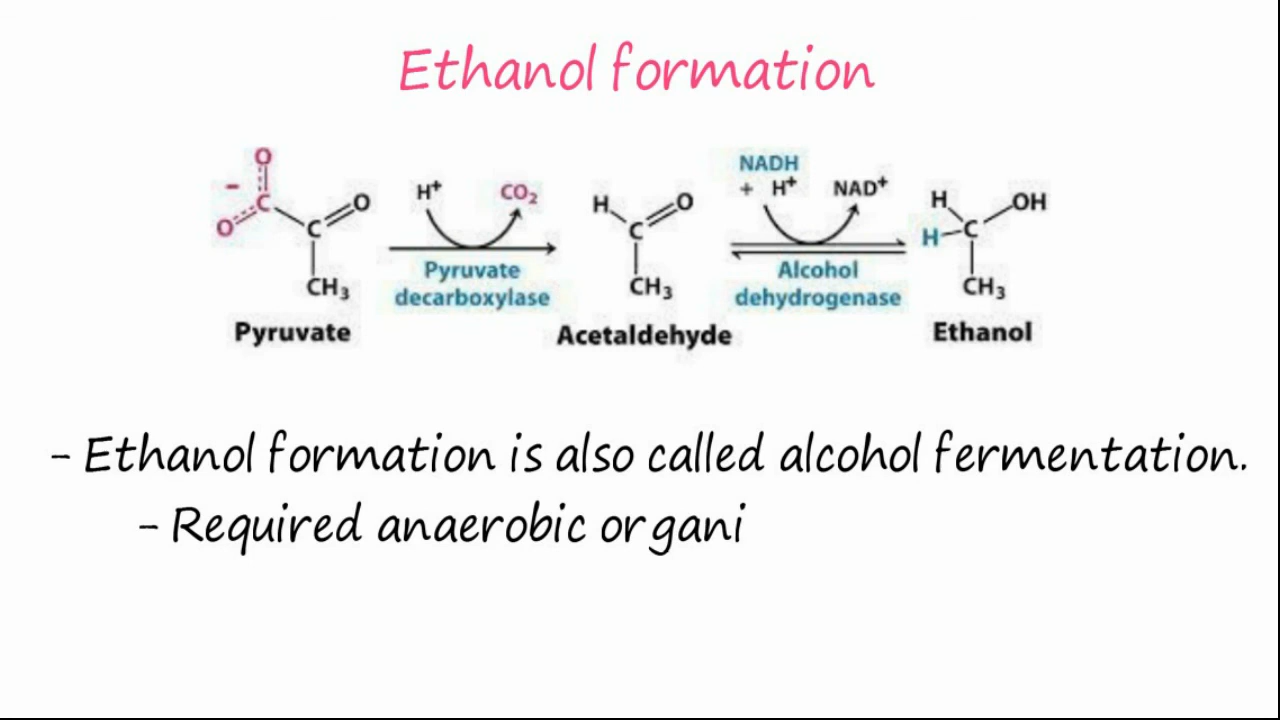 Ethanol formation
O
C
O
-
C
O
CH₃
Pyruvate
H⁺
CO₂
Pyruvate
decarboxylase
H
O
C
CH₃
Acetaldehyde
NADH
+ H⁺
NAD⁺
Alcohol
dehydrogenase
H
OH
H
C
CH₃
Ethanol
- Ethanol formation is also called alcohol fermentation.
- Required anaerobic organi